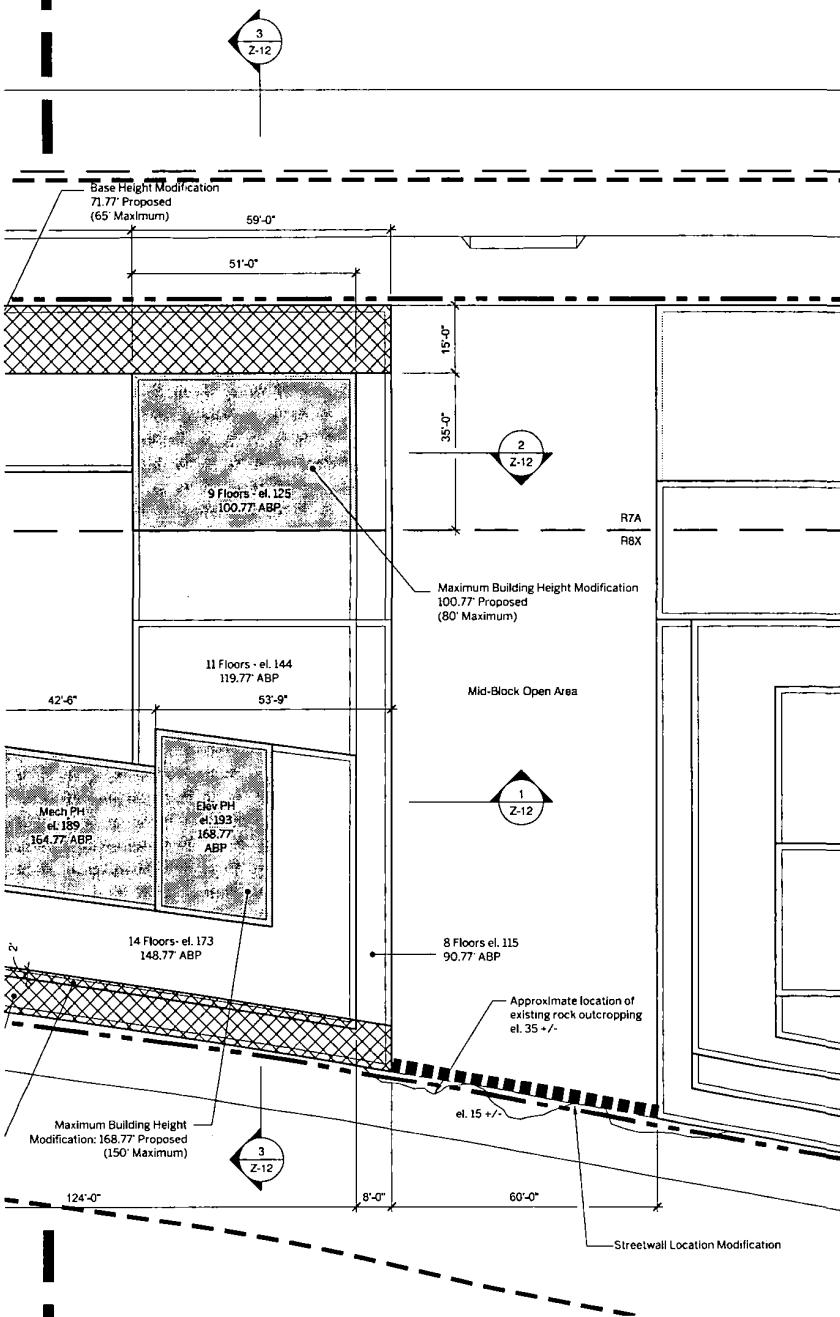 3
Z-12
Base Height Modification
71.77' Proposed
(65' Maximum)
59'-0"
51'-0"
15'-0"
35'-0"
2
Z-12
9 Floors - el. 125
100.77' ABP
R7A
R8X
Maximum Building Height Modification
100.77' Proposed
(80' Maximum)
11 Floors - el. 144
119.77' ABP
Mid-Block Open Area
42'-6"
53'-9"
1
Z-12
Mech PH
el. 189
164.77' ABP
Elev PH
el. 193
168.77'
ABP
14 Floors- el. 173
148.77' ABP
8 Floors el. 115
90.77' ABP
2'
Approximate location of
existing rock outcropping
el. 35 +/-
el. 15 +/-
Maximum Building Height
Modification: 168.77' Proposed
(150' Maximum)
3
Z-12
124'-0"
8'-0"
60'-0"
Streetwall Location Modification